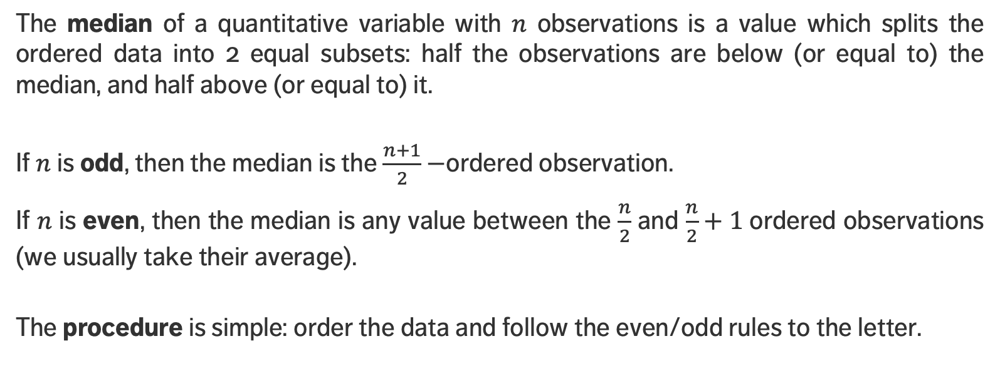 The median of a quantitative variable with n observations is a value which splits the
ordered data into 2 equal subsets: half the observations are below (or equal to) the
median, and half above (or equal to) it.
If n is odd, then the median is the \frac{n+1}{2} −ordered observation.
If n is even, then the median is any value between the \frac{n}{2} and \frac{n}{2} + 1 ordered observations
(we usually take their average).
The procedure is simple: order the data and follow the even/odd rules to the letter.